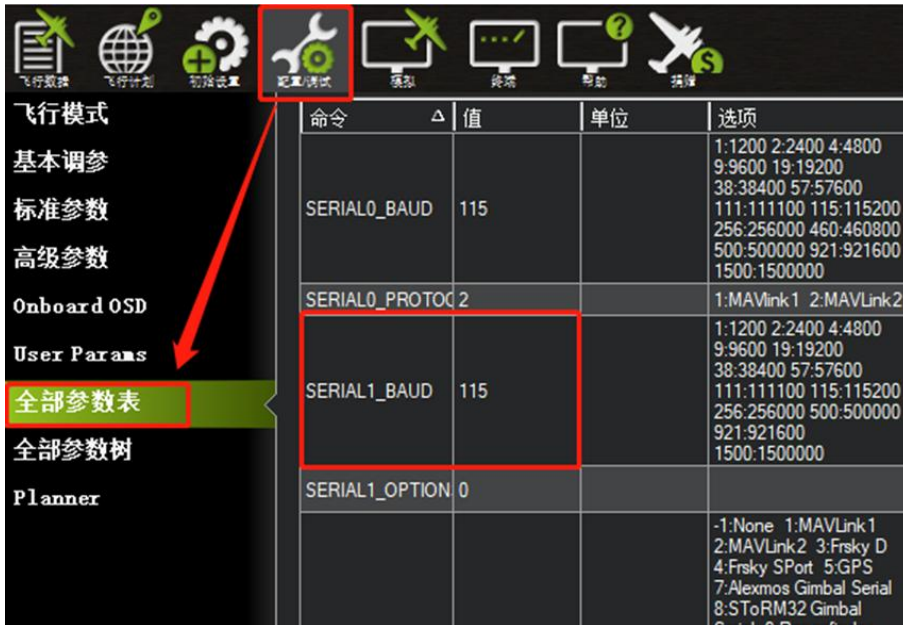 飞行数据 飞行计划 初始设置 配置/调试 模拟 终端 帮助 捐赠
飞行模式
基本调参
标准参数
高级参数
Onboard OSD
User Params
全部参数表
全部参数树
Planner
命令 值 单位 选项
SERIAL0_BAUD 115
1:1200 2:2400 4:4800
9:9600 19:19200
38:38400 57:57600
111:111100 115:115200
256:256000 460:460800
500:500000 921:921600
1500:1500000
SERIAL0_PROTOC 2 1:MAVlink1 2:MAVLink2
SERIAL1_BAUD 115
1:1200 2:2400 4:4800
9:9600 19:19200
38:38400 57:57600
111:111100 115:115200
256:256000 500:500000
921:921600
1500:1500000
SERIAL1_OPTION 0
-1:None 1:MAVLink1
2:MAVLink2 3:Frsky D
4:Frsky SPort 5:GPS
7:Alexmos Gimbal Serial
8:SToRM32 Gimbal